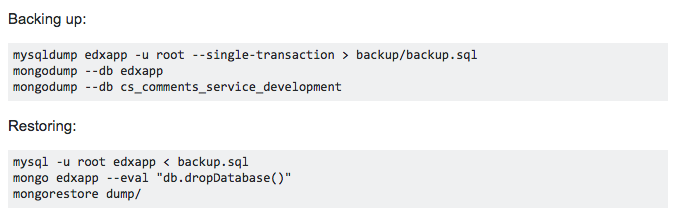 Backing up:
mysqldump edxapp -u root --single-transaction > backup/backup.sql
mongodump --db edxapp
mongodump --db cs_comments_service_development
Restoring:
mysql -u root edxapp < backup.sql
mongo edxapp --eval "db.dropDatabase()"
mongorestore dump/